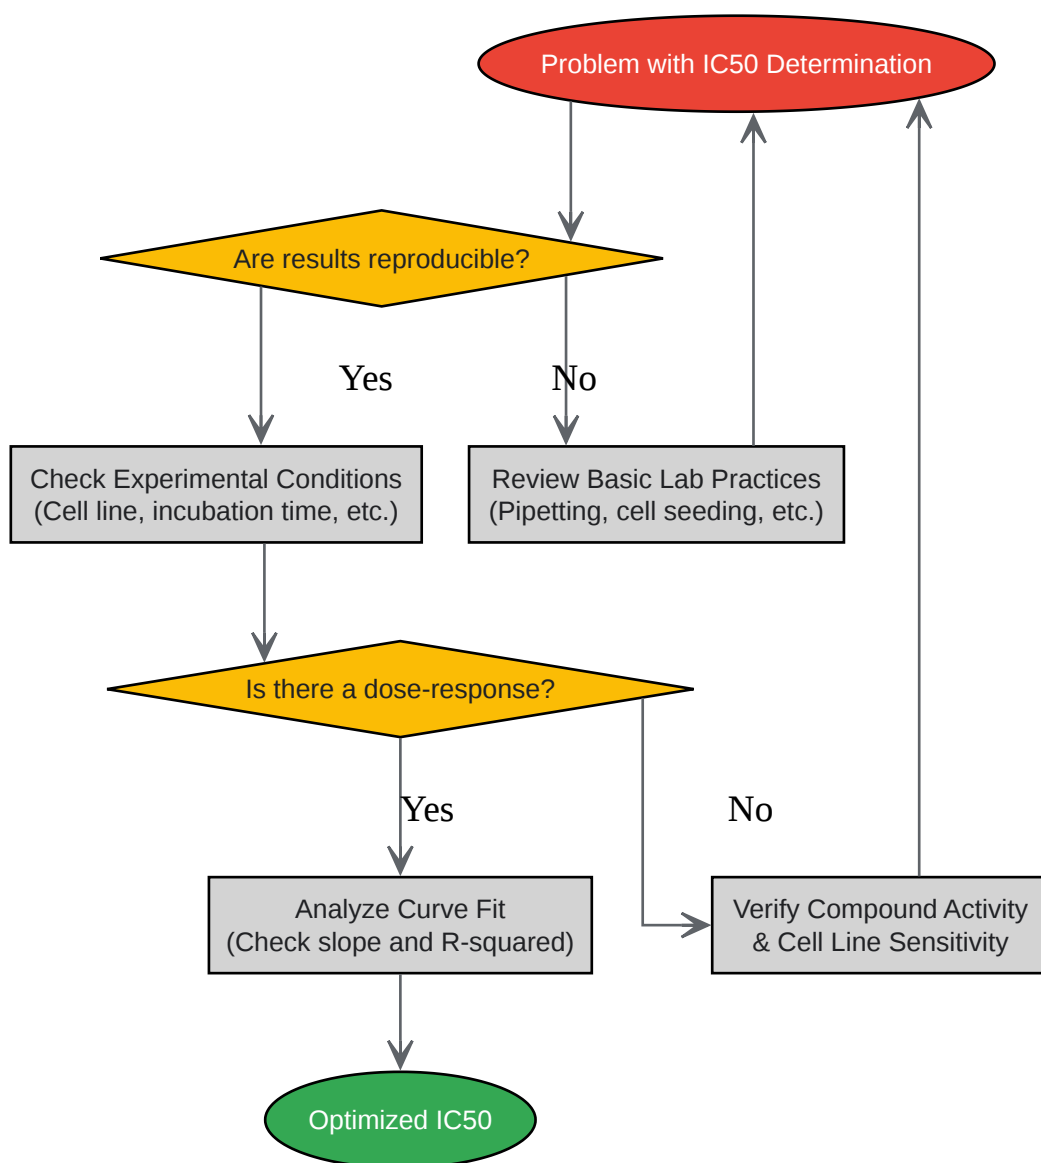 Problem with IC50 Determination
Are results reproducible?
Yes
No
Check Experimental Conditions
(Cell line, incubation time, etc.)
Review Basic Lab Practices
(Pipetting, cell seeding, etc.)
Is there a dose-response?
Yes
No
Analyze Curve Fit
(Check slope and R-squared)
Verify Compound Activity
& Cell Line Sensitivity
Optimized IC50